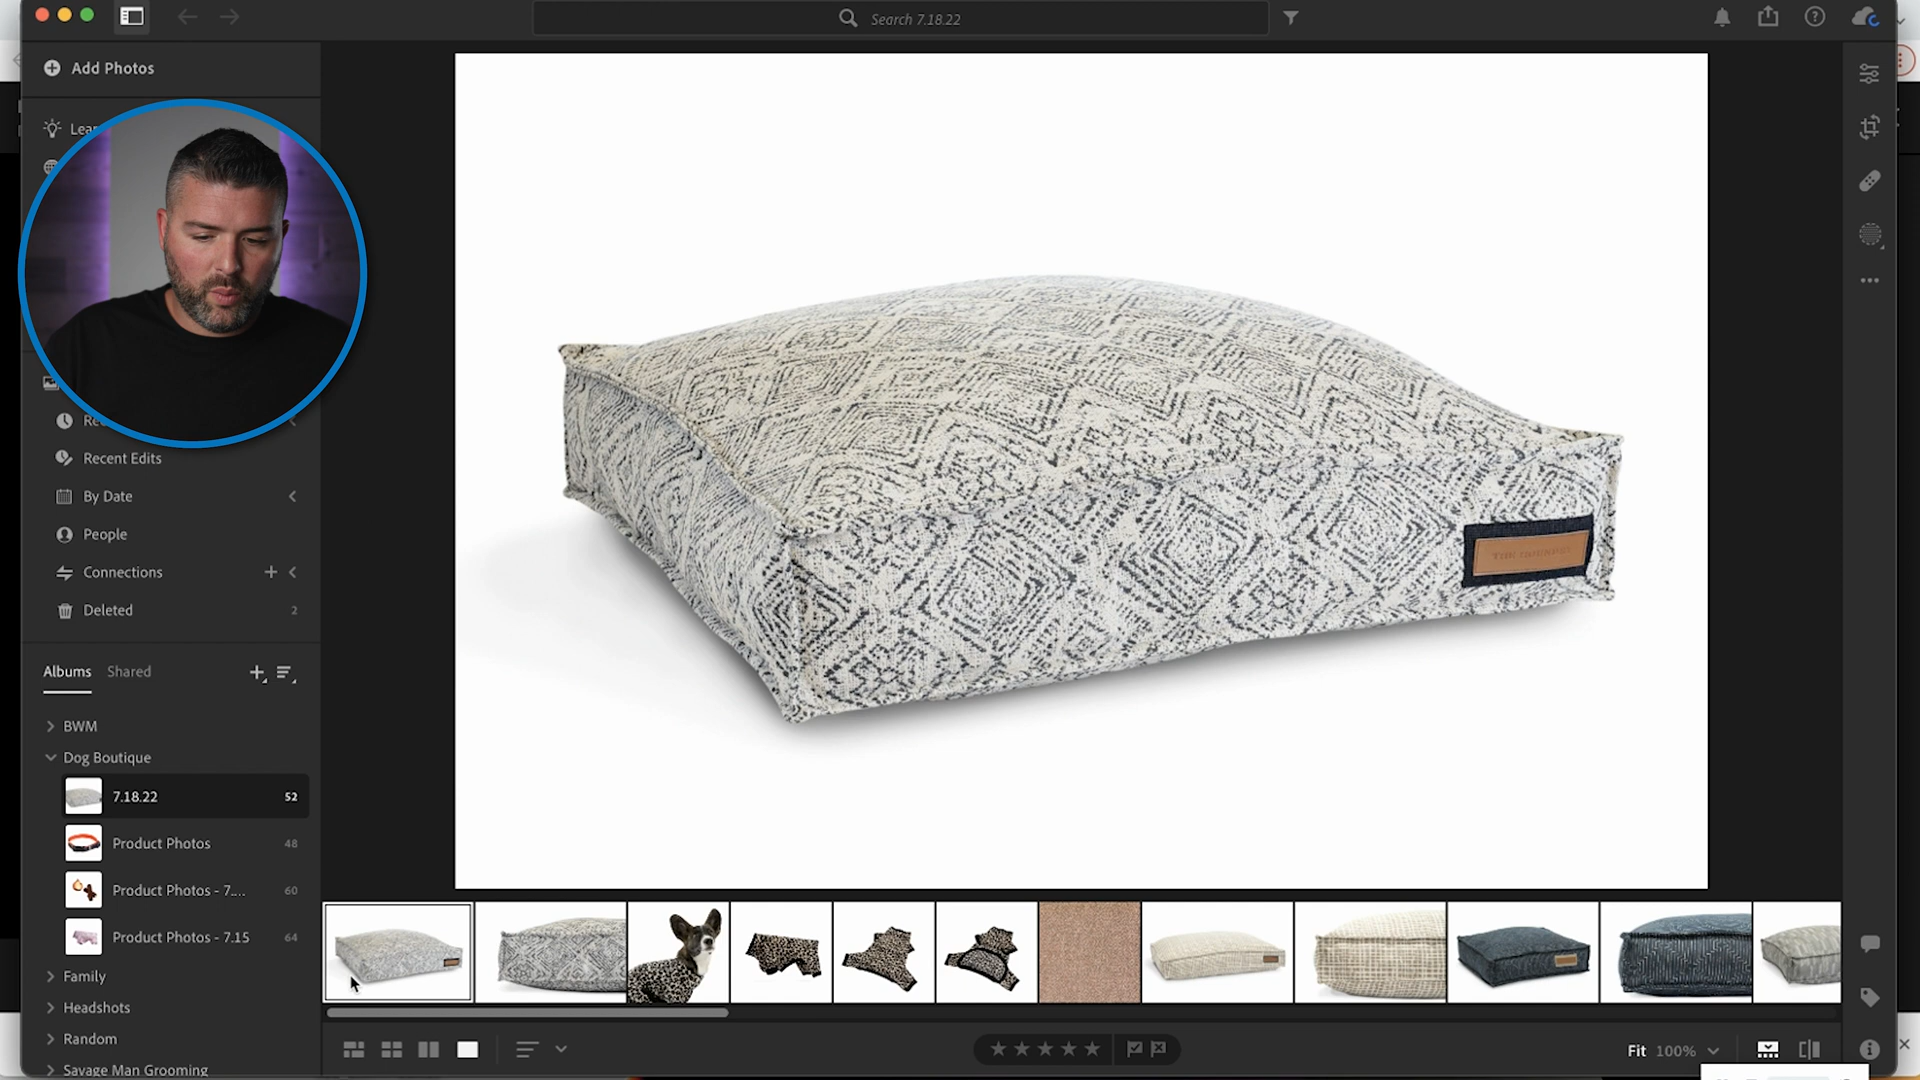 Search 7.18.22
Add Photos
Lear
Re
Recent Edits
By Date
People
Connections
Deleted 2
Albums Shared
BWM
Dog Boutique
7.18.22 52
Product Photos 48
Product Photos - 7.... 60
Product Photos - 7.15 64
Family
Headshots
Random
Savage Man Grooming
Fit 100%